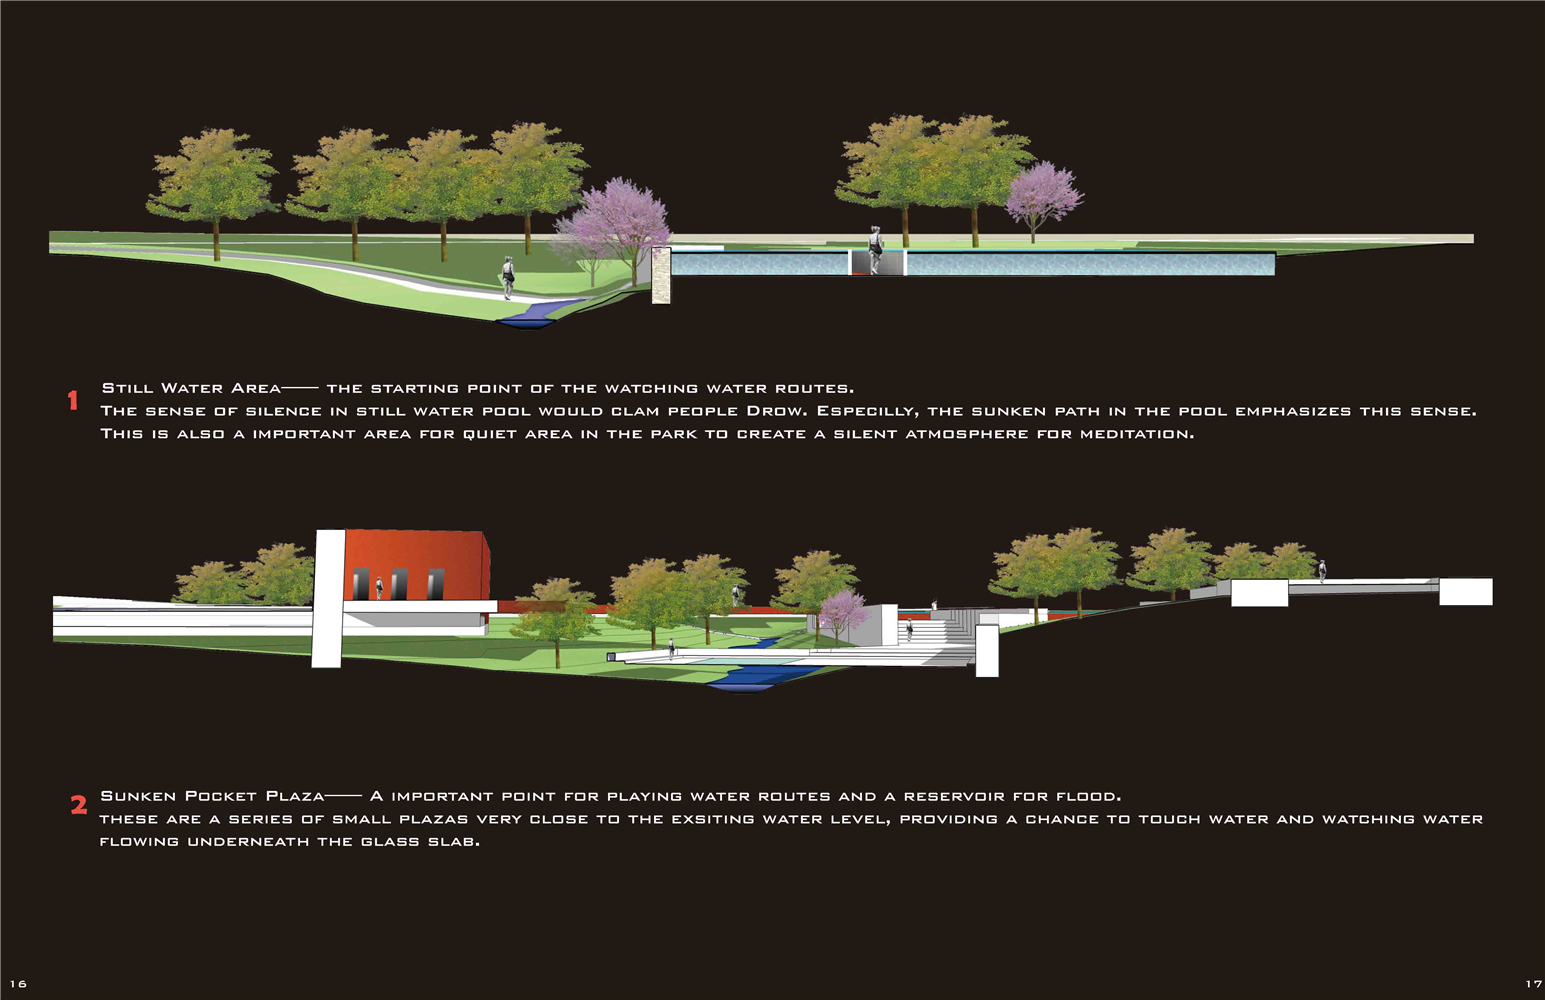 1
Still Water Area—— the starting point of the watching water routes.
The sense of silence in still water pool would clam people Drow. Especilly, the sunken path in the pool emphasizes this sense.
This is also a important area for quiet area in the park to create a silent atmosphere for meditation.
2
Sunken Pocket Plaza—— A important point for playing water routes and a reservoir for flood.
these are a series of small plazas very close to the exsiting water level, providing a chance to touch water and watching water
flowing underneath the glass slab.
16
17